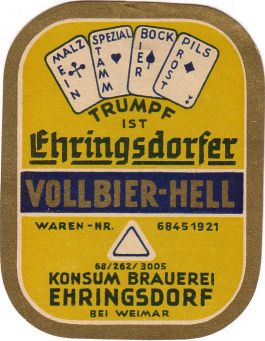 MALZ
EIN
SPEZIAL
STAMM
BOCK
BIER
PILS
PROST
TRUMPF
IST
Ehringsdorfer
VOLLBIER-HELL
WAREN-NR. 68451921
68/262/3005
KONSUM BRAUEREI
EHRINGSDORF
BEI WEIMAR